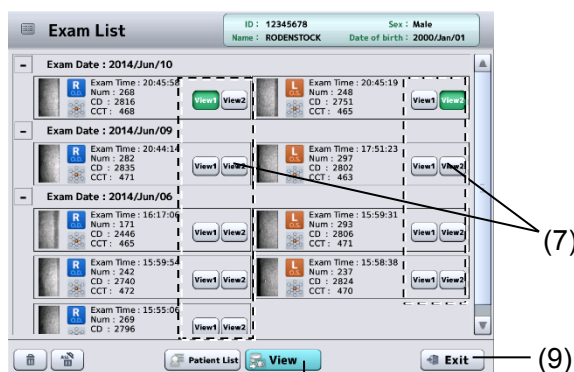 Exam List
ID : 12345678 Sex : Male
Name : RODENSTOCK Date of birth : 2000/Jan/01
Exam Date : 2014/Jun/10
R O.D. Exam Time : 20:45:58
Num : 268
CD : 2816
CCT : 468
View1 View2
L O.S. Exam Time : 20:45:19
Num : 248
CD : 2751
CCT : 465
View1 View2
Exam Date : 2014/Jun/09
R O.D. Exam Time : 20:44:14
Num : 282
CD : 2835
CCT : 471
View1 View2
L O.S. Exam Time : 17:51:23
Num : 297
CD : 2802
CCT : 463
View1 View2
(7)
Exam Date : 2014/Jun/06
R O.D. Exam Time : 16:17:06
Num : 171
CD : 2446
CCT : 465
View1 View2
L O.S. Exam Time : 15:59:31
Num : 293
CD : 2806
CCT : 471
View1 View2
R O.D. Exam Time : 15:59:54
Num : 242
CD : 2740
CCT : 472
View1 View2
L O.S. Exam Time : 15:58:38
Num : 237
CD : 2824
CCT : 470
View1 View2
R O.D. Exam Time : 15:55:06
Num : 269
CD : 2796
View1 View2
ALL Patient List View Exit (9)